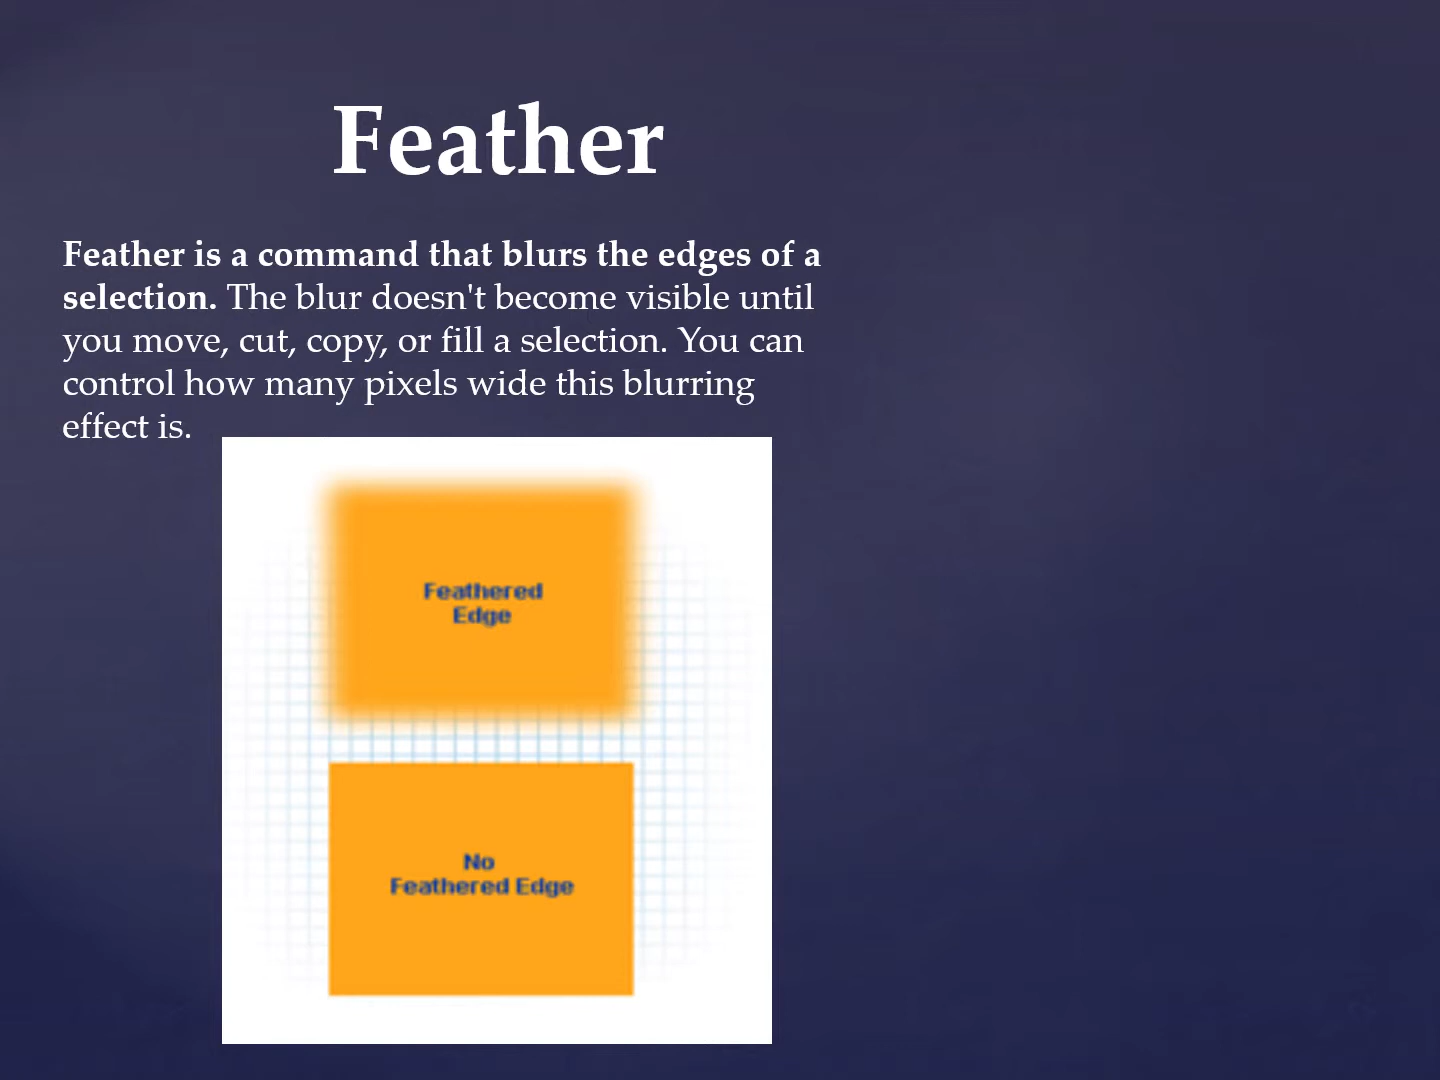 Feather
Feather is a command that blurs the edges of a
selection. The blur doesn't become visible until
you move, cut, copy, or fill a selection. You can
control how many pixels wide this blurring
effect is.
Feathered
Edge
No
Feathered Edge